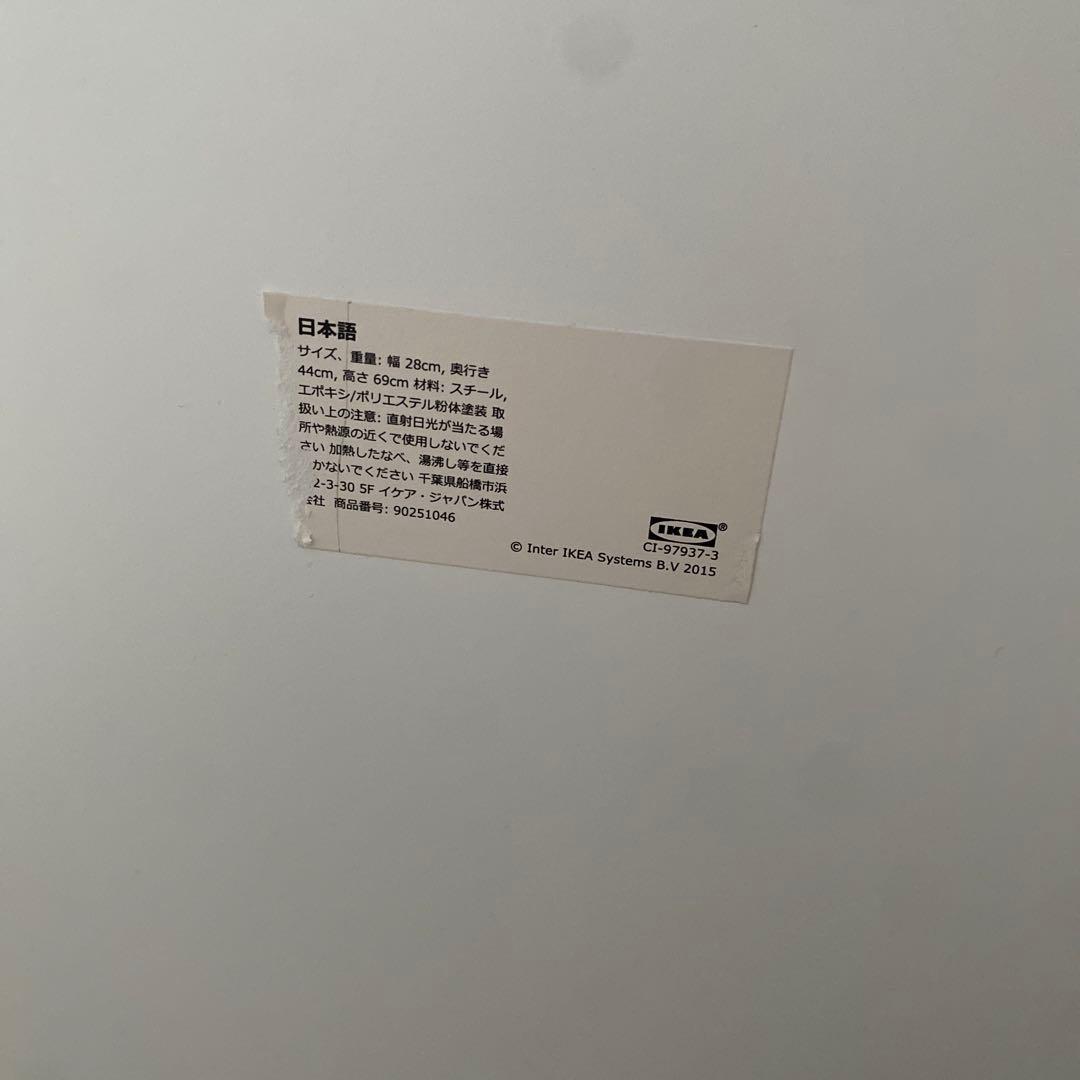 日本語
サイズ、重量: 幅 28cm, 奥行き
44cm, 高さ 69cm 材料: スチール,
エポキシ/ポリエステル粉体塗装 取
扱い上の注意: 直射日光が当たる場
所や熱源の近くで使用しないでくだ
さい 加熱したなべ、湯沸し等を直接
かないでください 千葉県船橋市浜
2-3-30 5F イケア・ジャパン株式
会社 商品番号: 90251046
IKEA®
CI-97937-3
© Inter IKEA Systems B.V 2015